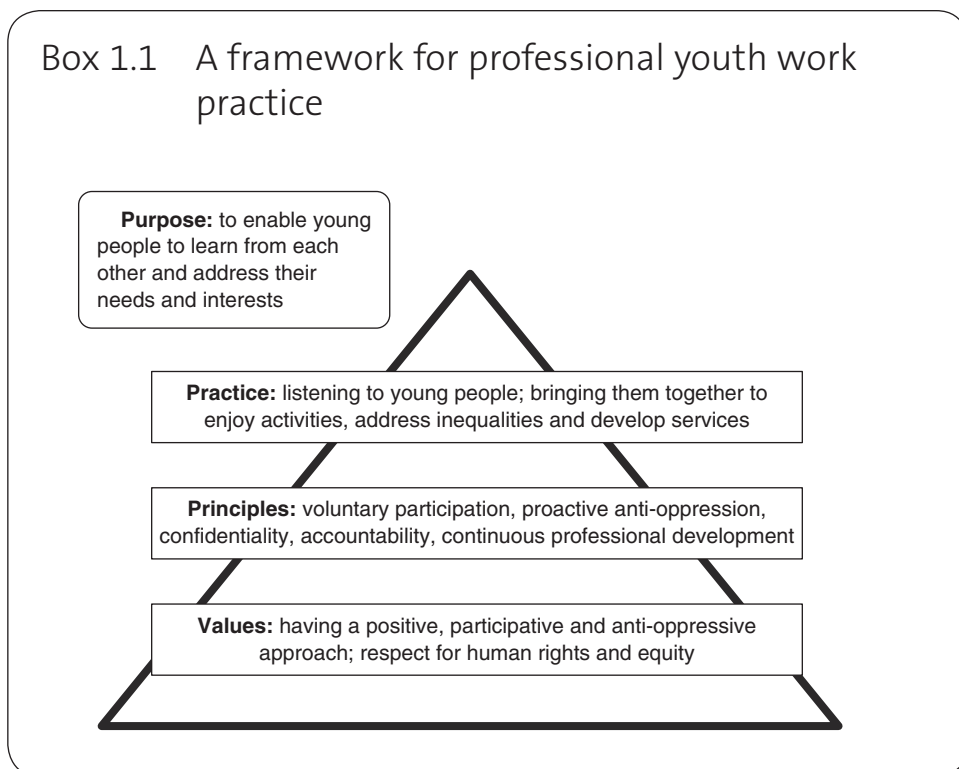 Box 1.1 A framework for professional youth work
practice
Purpose: to enable young
people to learn from each
other and address their
needs and interests
Practice: listening to young people; bringing them together to
enjoy activities, address inequalities and develop services
Principles: voluntary participation, proactive anti-oppression,
confidentiality, accountability, continuous professional development
Values: having a positive, participative and anti-oppressive
approach; respect for human rights and equity